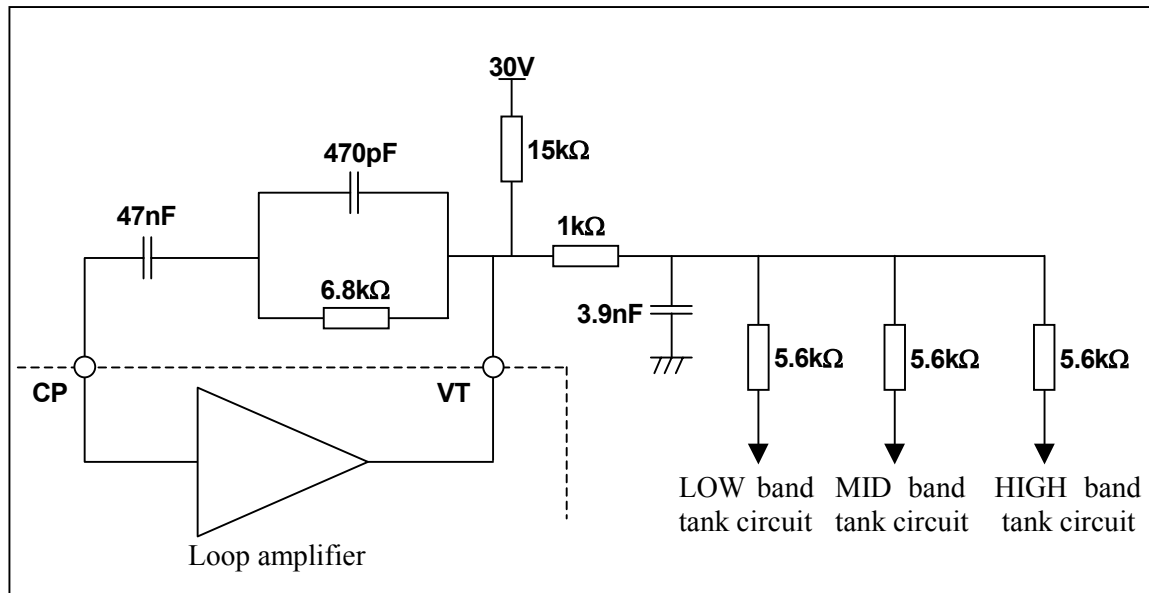 30V
15kΩ
470pF
47nF
1kΩ
6.8kΩ
3.9nF
5.6kΩ
5.6kΩ
5.6kΩ
CP
VT
LOW band
tank circuit
MID band
tank circuit
HIGH band
tank circuit
Loop amplifier